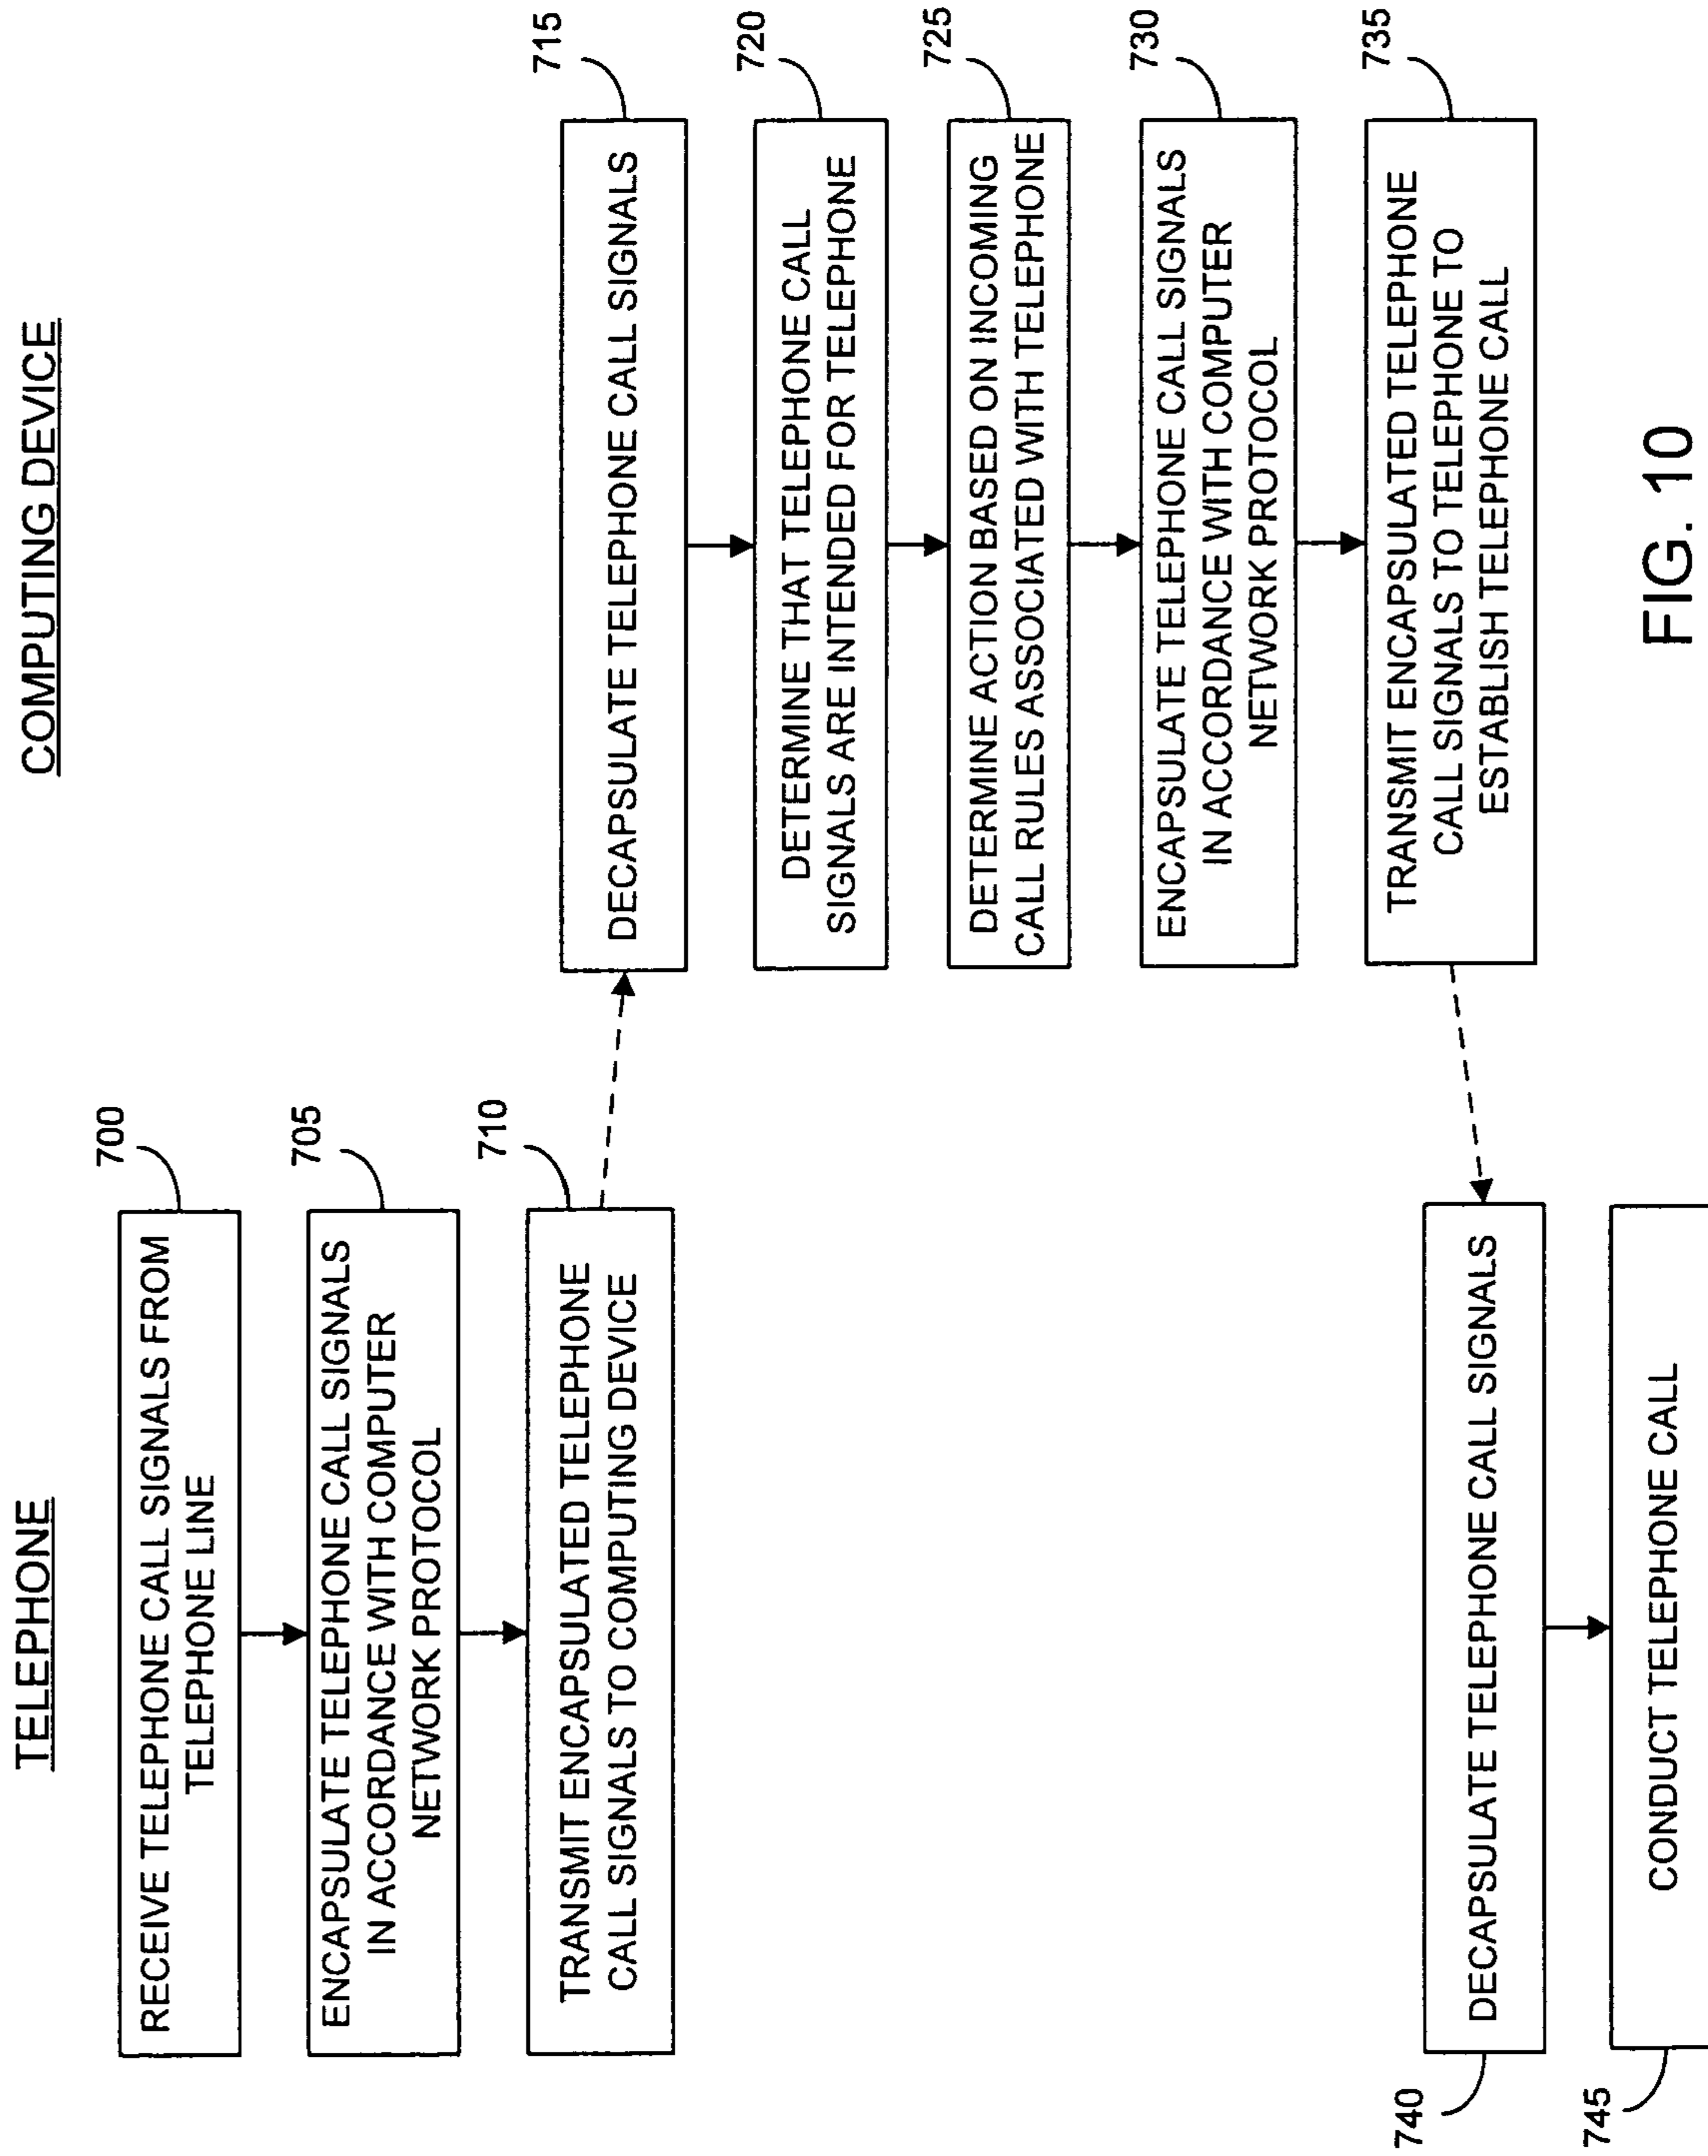 TELEPHONE
700
RECEIVE TELEPHONE CALL SIGNALS FROM
TELEPHONE LINE
705
ENCAPSULATE TELEPHONE CALL SIGNALS
IN ACCORDANCE WITH COMPUTER
NETWORK PROTOCOL
710
TRANSMIT ENCAPSULATED TELEPHONE
CALL SIGNALS TO COMPUTING DEVICE
COMPUTING DEVICE
715
DECAPSULATE TELEPHONE CALL SIGNALS
720
DETERMINE THAT TELEPHONE CALL
SIGNALS ARE INTENDED FOR TELEPHONE
725
DETERMINE ACTION BASED ON INCOMING
CALL RULES ASSOCIATED WITH TELEPHONE
730
ENCAPSULATE TELEPHONE CALL SIGNALS
IN ACCORDANCE WITH COMPUTER
NETWORK PROTOCOL
735
TRANSMIT ENCAPSULATED TELEPHONE
CALL SIGNALS TO TELEPHONE TO
ESTABLISH TELEPHONE CALL
740
DECAPSULATE TELEPHONE CALL SIGNALS
745
CONDUCT TELEPHONE CALL
FIG. 10